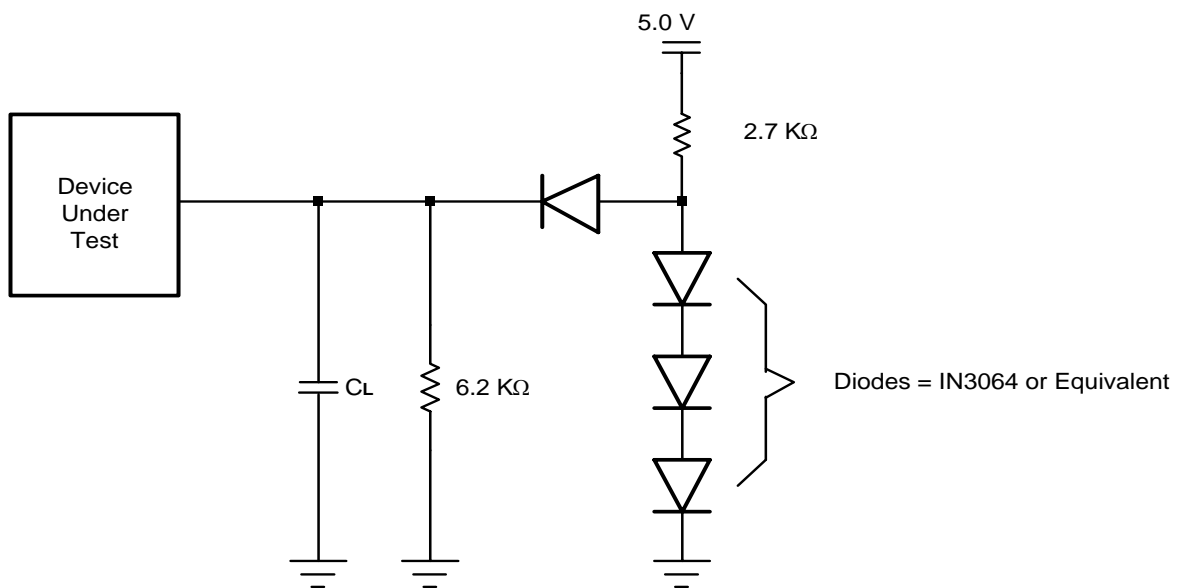 5.0 V
2.7 KΩ
Device
Under
Test
CL
6.2 KΩ
Diodes = IN3064 or Equivalent